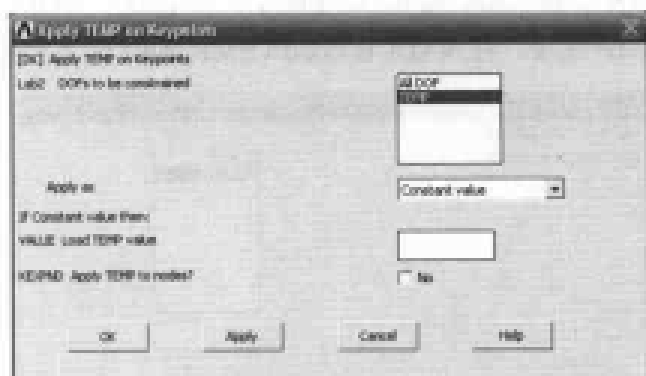 Apply TEMP on Keypoints
[DK] Apply TEMP on Keypoints
Lab2 DOFs to be constrained
All DOF
TEMP
Apply as
Constant value
If Constant value then:
VALUE Load TEMP value
KEXPND Apply TEMP to nodes?
No
OK
Apply
Cancel
Help